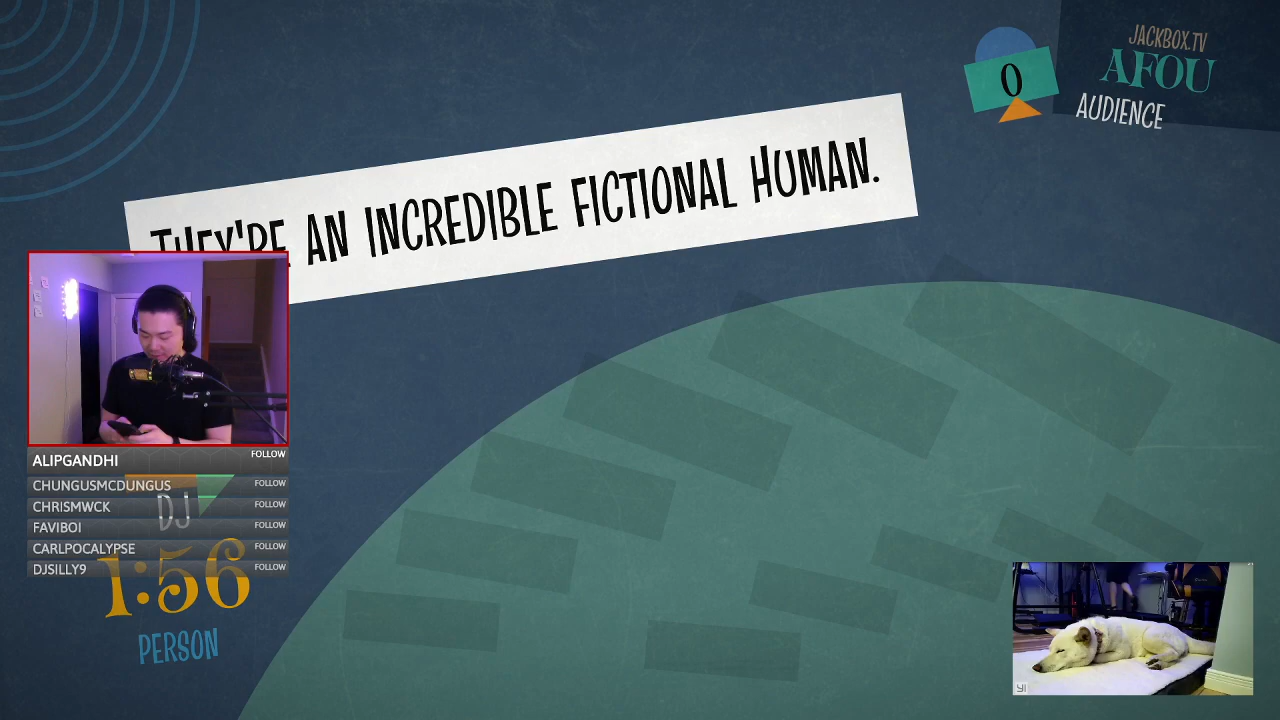 JACKBOX.TV
AFOU
0
AUDIENCE
THEY'RE AN INCREDIBLE FICTIONAL HUMAN.
ALIPGANDHI FOLLOW
CHUNGUSMCDUNGUS FOLLOW
CHRISMWCK FOLLOW
DJ
FAVIBOI FOLLOW
CARLPOCALYPSE FOLLOW
DJSILLY9 FOLLOW
1:56
PERSON
YI